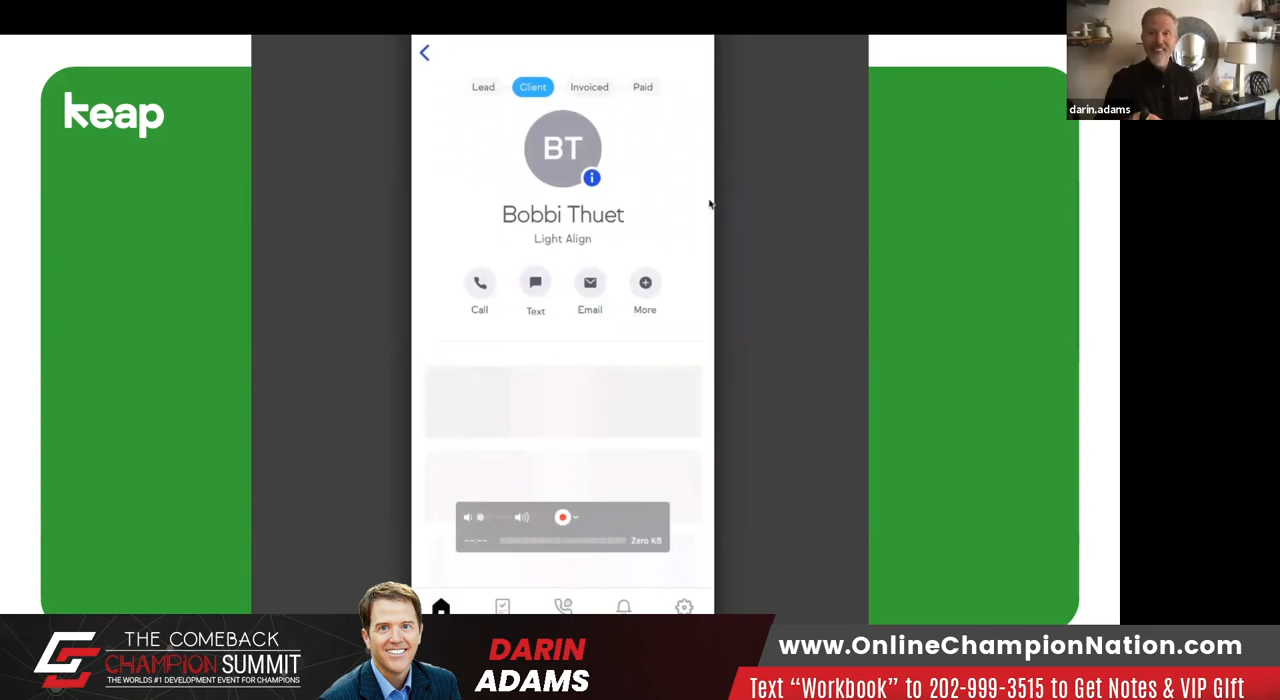 keap
Lead Client Invoiced Paid
BT
i
Bobbi Thuet
Light Align
Call Text Email More
--:-- Zero KB
darin.adams
THE COMEBACK
CHAMPION SUMMIT
THE WORLDS #1 DEVELOPMENT EVENT FOR CHAMPIONS
DARIN
ADAMS
www.OnlineChampionNation.com
Text “Workbook” to 202-999-3515 to Get Notes & VIP GIft